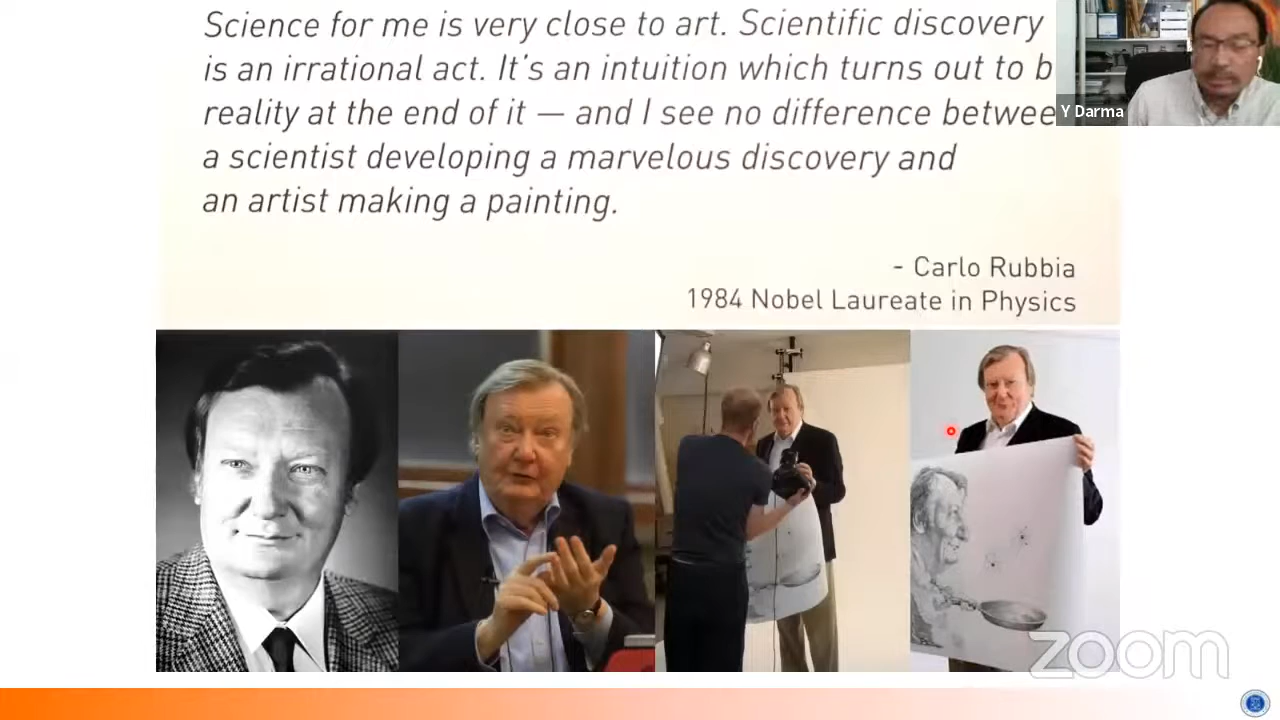 Science for me is very close to art. Scientific discovery
is an irrational act. It's an intuition which turns out to b
reality at the end of it — and I see no difference betwee
a scientist developing a marvelous discovery and
an artist making a painting.
- Carlo Rubbia
1984 Nobel Laureate in Physics
Y Darma
zoom